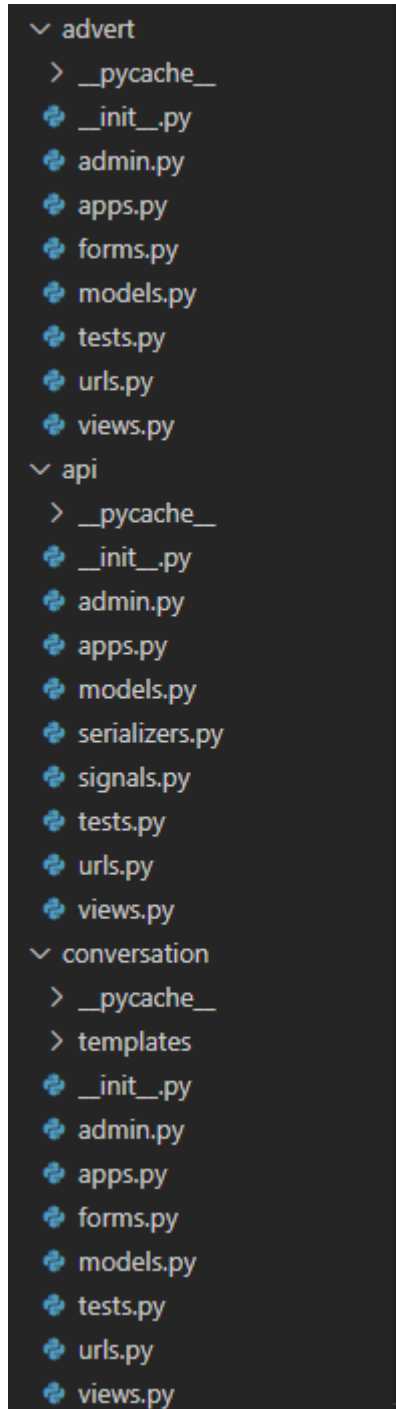 advert
__pycache__
__init__.py
admin.py
apps.py
forms.py
models.py
tests.py
urls.py
views.py
api
__pycache__
__init__.py
admin.py
apps.py
models.py
serializers.py
signals.py
tests.py
urls.py
views.py
conversation
__pycache__
templates
__init__.py
admin.py
apps.py
forms.py
models.py
tests.py
urls.py
views.py